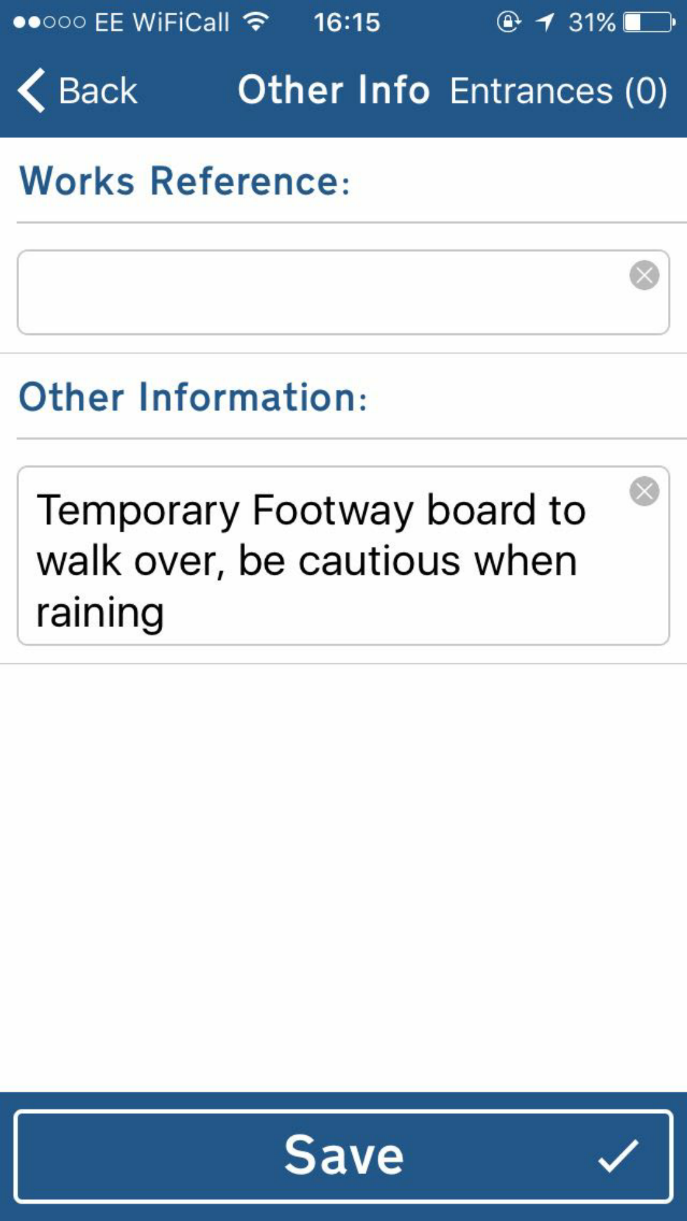 EE WiFiCall 16:15 31%
Back Other Info Entrances (0)
Works Reference:
Other Information:
Temporary Footway board to
walk over, be cautious when
raining
Save